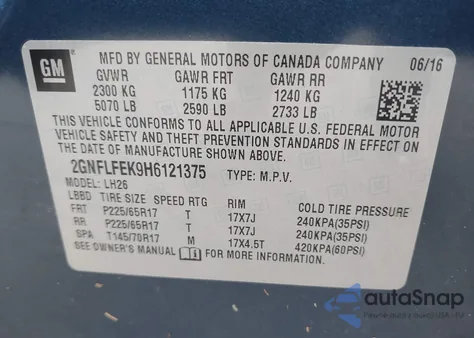 GM
MFD BY GENERAL MOTORS OF CANADA COMPANY 06/16
GVWR GAWR FRT GAWR RR
2300 KG 1175 KG 1240 KG
5070 LB 2590 LB 2733 LB
THIS VEHICLE CONFORMS TO ALL APPLICABLE U.S. FEDERAL MOTOR
VEHICLE SAFETY AND THEFT PREVENTION STANDARDS IN EFFECT ON
THE DATE OF MANUFACTURE SHOWN ABOVE.
2GNFLFEK9H6121375 TYPE: M.P.V.
MODEL: LH26
LBBD TIRE SIZE SPEED RTG RIM COLD TIRE PRESSURE
FRT P225/65R17 T 17X7J 240KPA(35PSI)
RR P225/65R17 T 17X7J 240KPA(35PSI)
SPA T145/70R17 M 17X4.5T 420KPA(60PSI)
SEE OWNER'S MANUAL FOR MORE INFORMATION
autoSnap